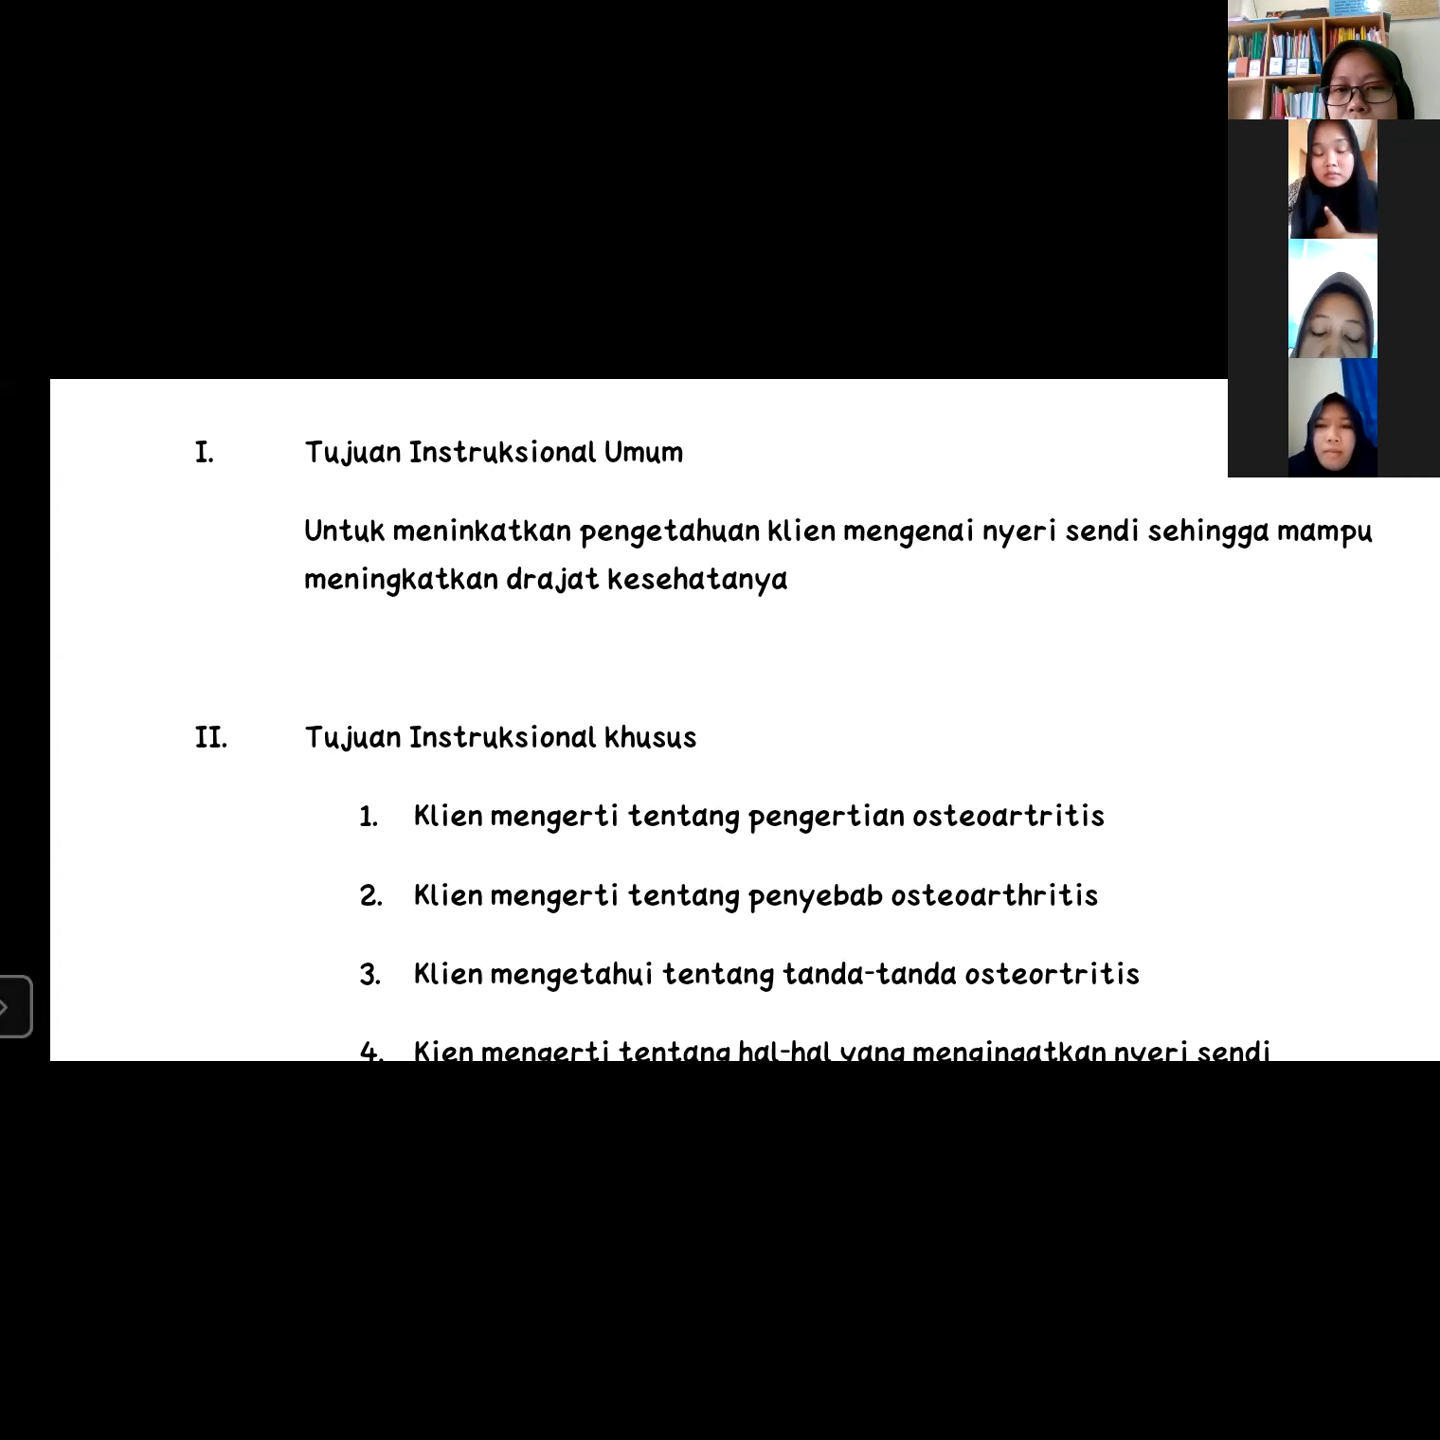 I. Tujuan Instruksional Umum
Untuk meninkatkan pengetahuan klien mengenai nyeri sendi sehingga mampu
meningkatkan drajat kesehatanya
II. Tujuan Instruksional khusus
1. Klien mengerti tentang pengertian osteoartritis
2. Klien mengerti tentang penyebab osteoarthritis
3. Klien mengetahui tentang tanda-tanda osteortritis
4. Kien mengerti tentang hal-hal yang mengingatkan nyeri sendi